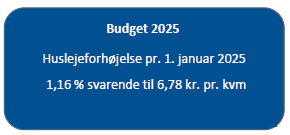 Budget 2025
Huslejeforhøjelse pr. 1. januar 2025
1,16 % svarende til 6,78 kr. pr. kvm